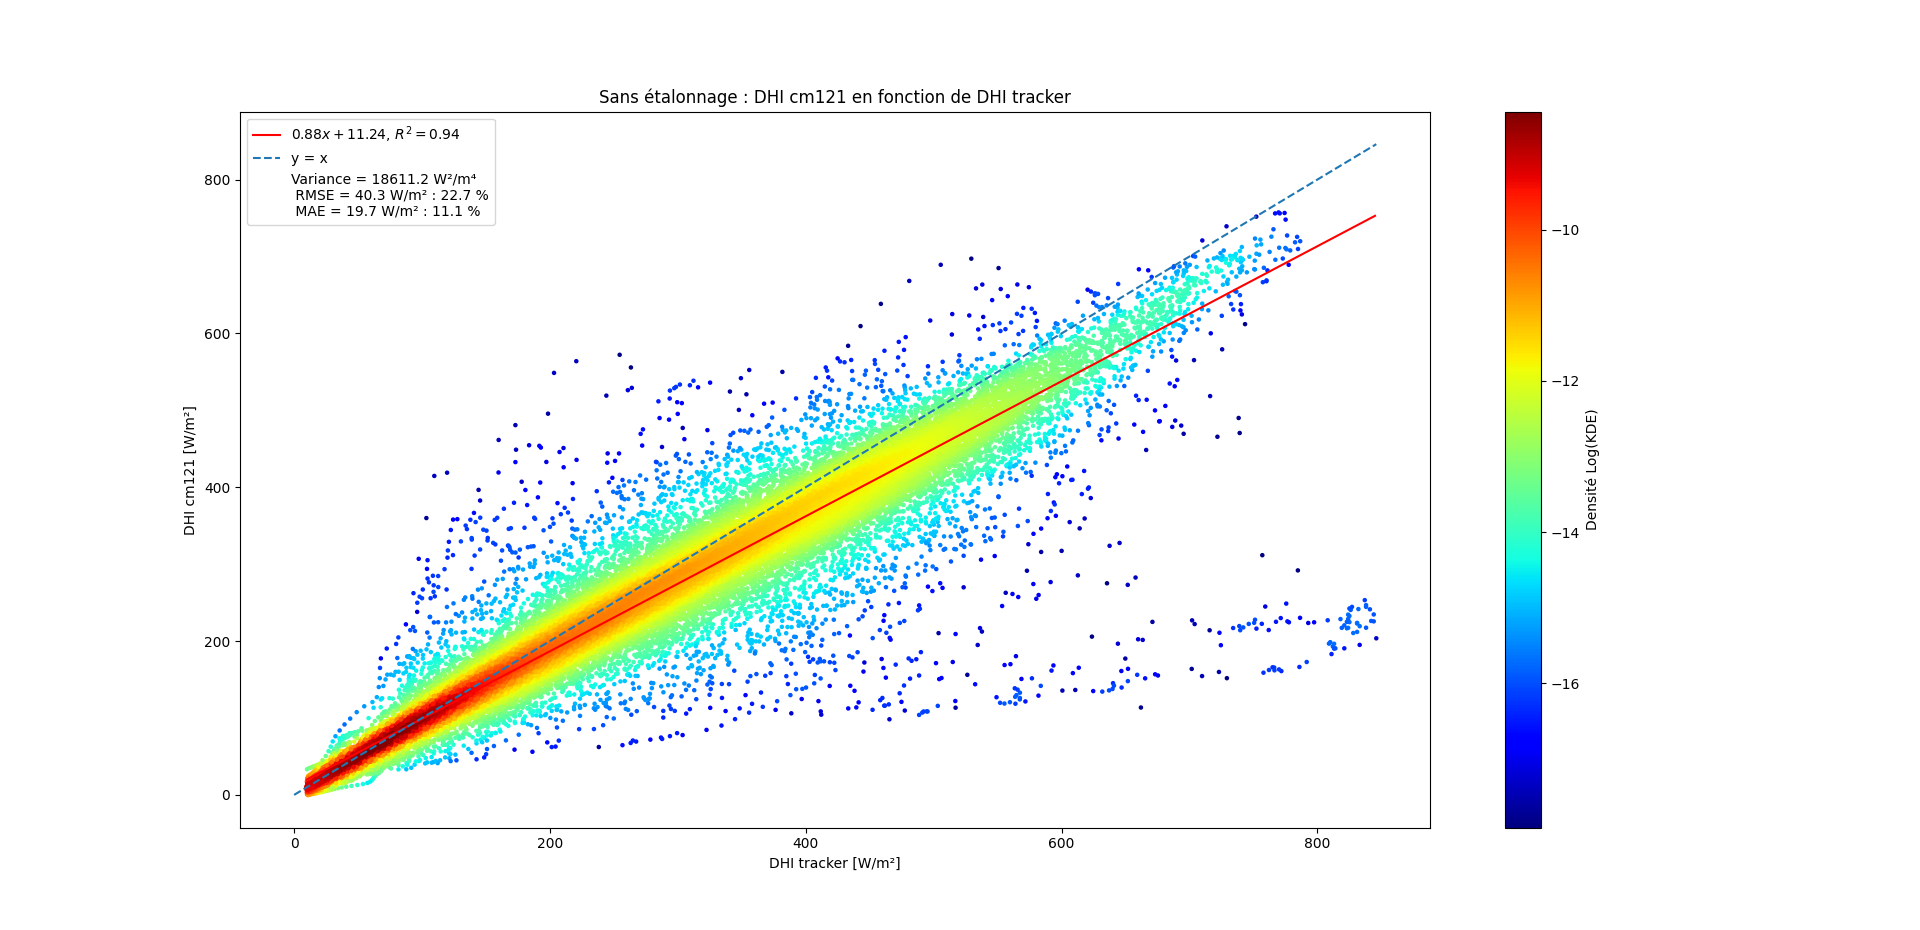 Sans étalonnage : DHI cm121 en fonction de DHI tracker
0.88x + 11.24, R² = 0.94
y = x
Variance = 18611.2 W²/m⁴
RMSE = 40.3 W/m² : 22.7 %
MAE = 19.7 W/m² : 11.1 %
DHI cm121 [W/m²]
800
600
400
200
0
0 200 400 600 800
DHI tracker [W/m²]
−10
−12
−14
−16
Densité Log(KDE)